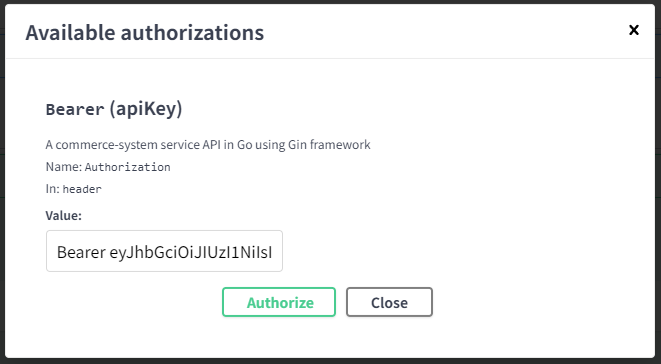 Available authorizations
Bearer (apiKey)
A commerce-system service API in Go using Gin framework
Name: Authorization
In: header
Value:
Bearer eyJhbGciOiJIUzI1NiIsI
Authorize Close